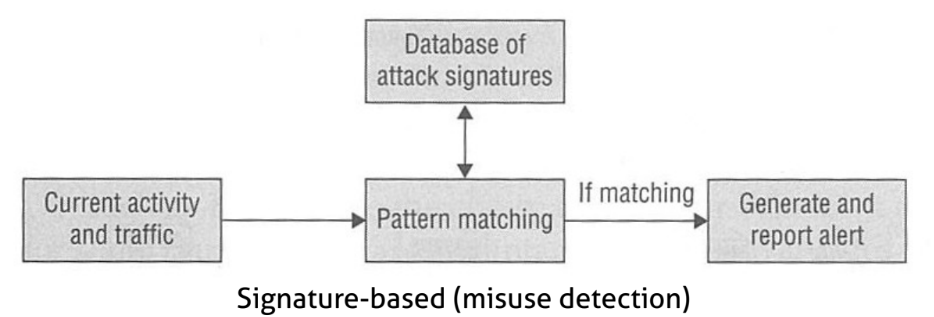 Database of
attack signatures
Current activity
and traffic
Pattern matching
If matching
Generate and
report alert
Signature-based (misuse detection)